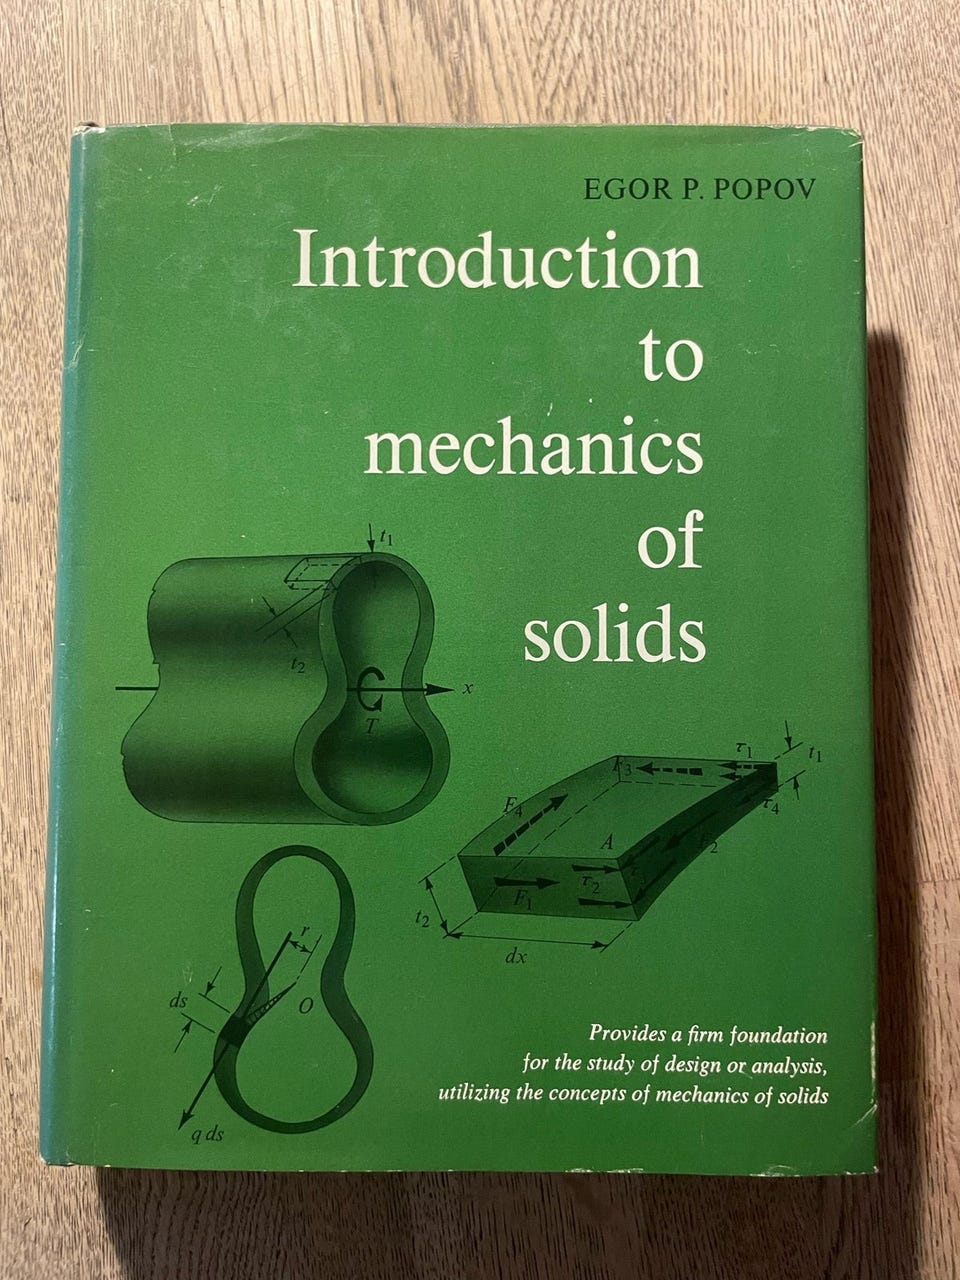 EGOR P. POPOV
Introduction
to
mechanics
of
solids
t₁
t₂
x
T
τ₁
t₁
F₃
τ₄
F₄
F₂
A
τ₂
F₁
t₂
dx
r
ds
O
q ds
Provides a firm foundation
for the study of design or analysis,
utilizing the concepts of mechanics of solids